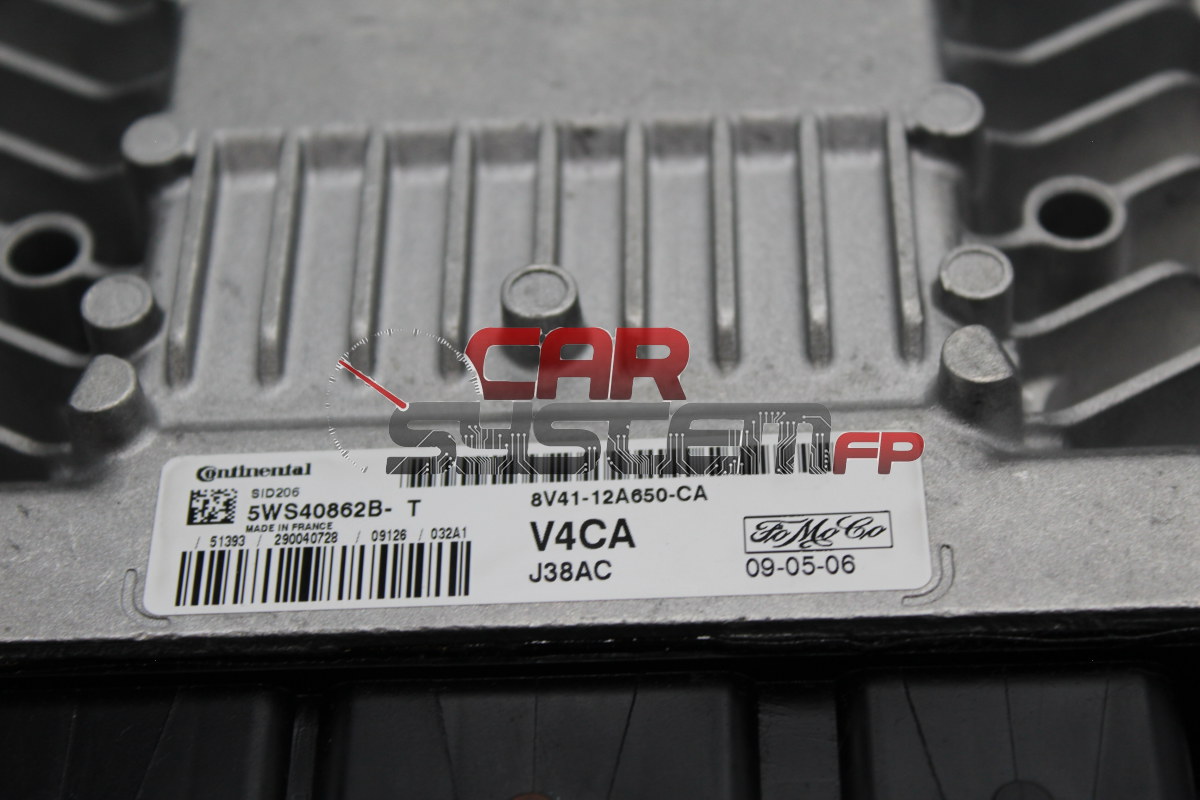 CAR
SYSTEM FP
Continental
SID206
5WS40862B- T
MADE IN FRANCE
/ 51393 / 290040728 / 09126 / 032A1
8V41-12A650-CA
V4CA
J38AC
FoMoCo
09-05-06